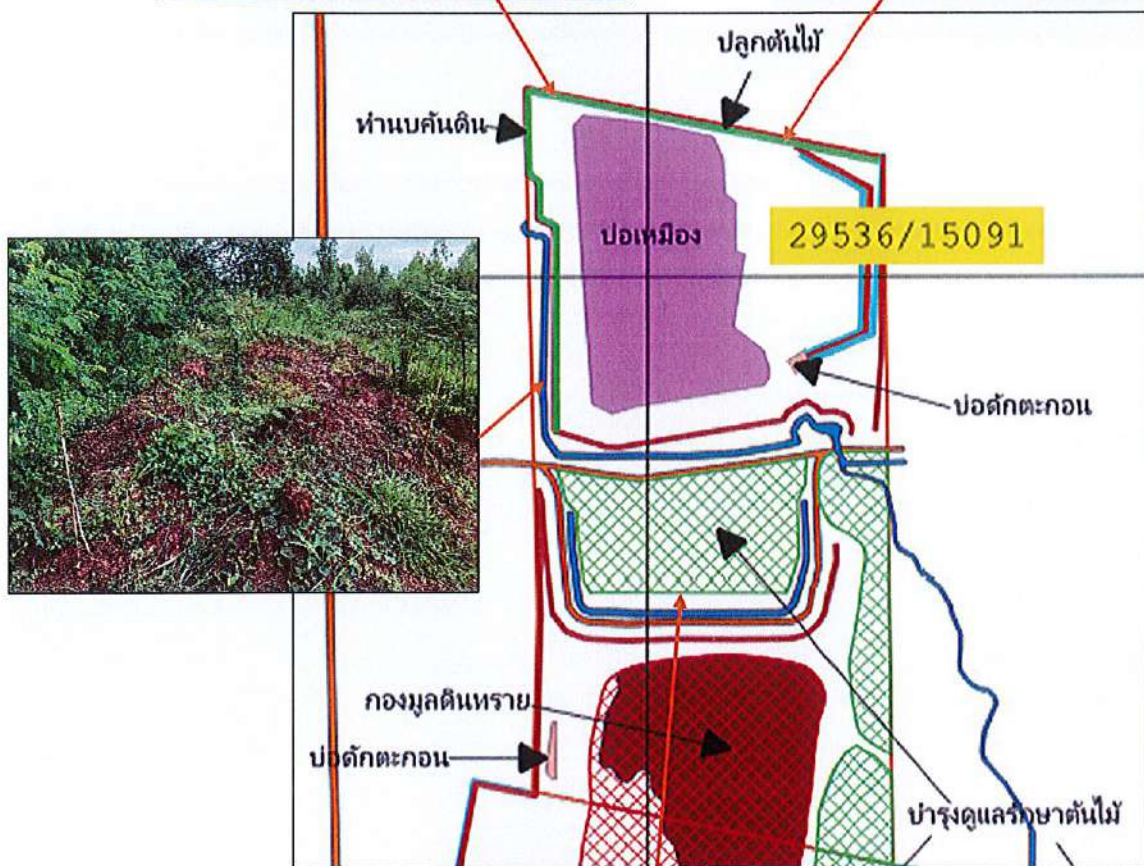 ปลูกต้นไม้
ทำนบคันดิน
บ่อเหมือง
29536/15091
บ่อดักตะกอน
กองมูลดินทราย
บ่อดักตะกอน
บำรุงดูแลรักษาต้นไม้